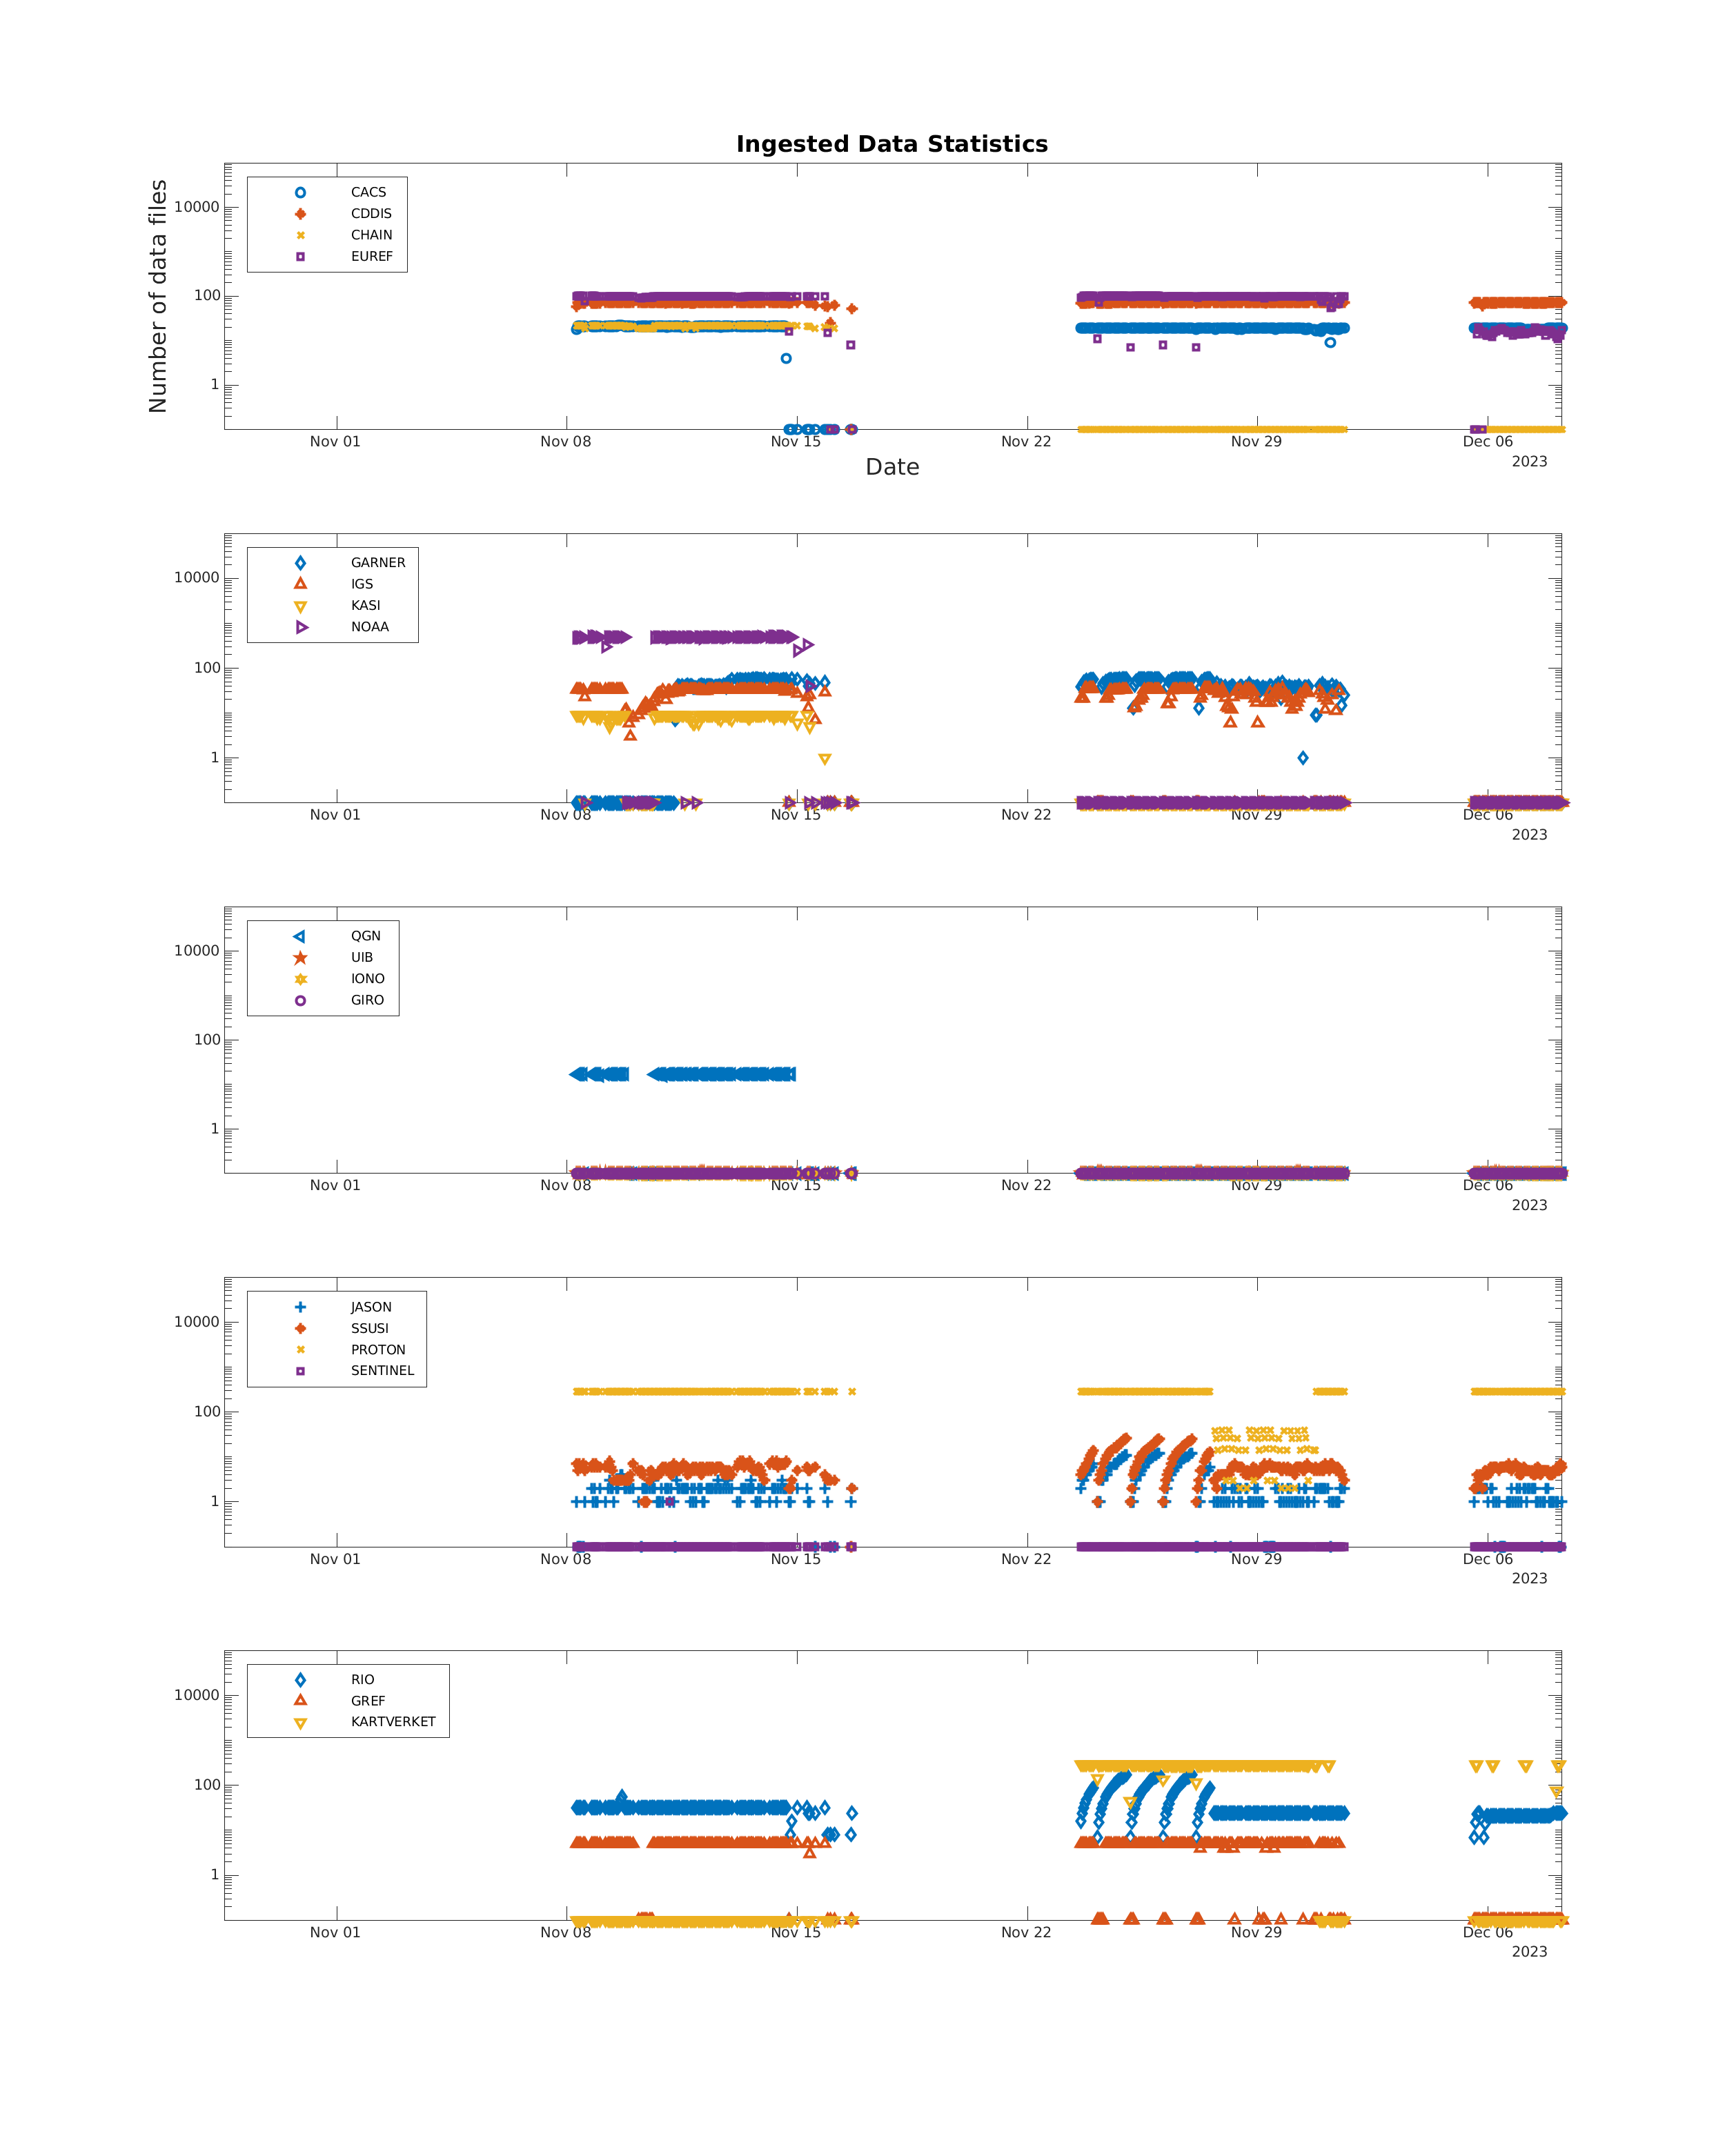 Ingested Data Statistics
Number of data files
10000
100
1
CACS
CDDIS
CHAIN
EUREF
Nov 01 Nov 08 Nov 15 Nov 22 Nov 29 Dec 06
2023
Date
10000
100
1
GARNER
IGS
KASI
NOAA
Nov 01 Nov 08 Nov 15 Nov 22 Nov 29 Dec 06
2023
10000
100
1
QGN
UIB
IONO
GIRO
Nov 01 Nov 08 Nov 15 Nov 22 Nov 29 Dec 06
2023
10000
100
1
JASON
SSUSI
PROTON
SENTINEL
Nov 01 Nov 08 Nov 15 Nov 22 Nov 29 Dec 06
2023
10000
100
1
RIO
GREF
KARTVERKET
Nov 01 Nov 08 Nov 15 Nov 22 Nov 29 Dec 06
2023